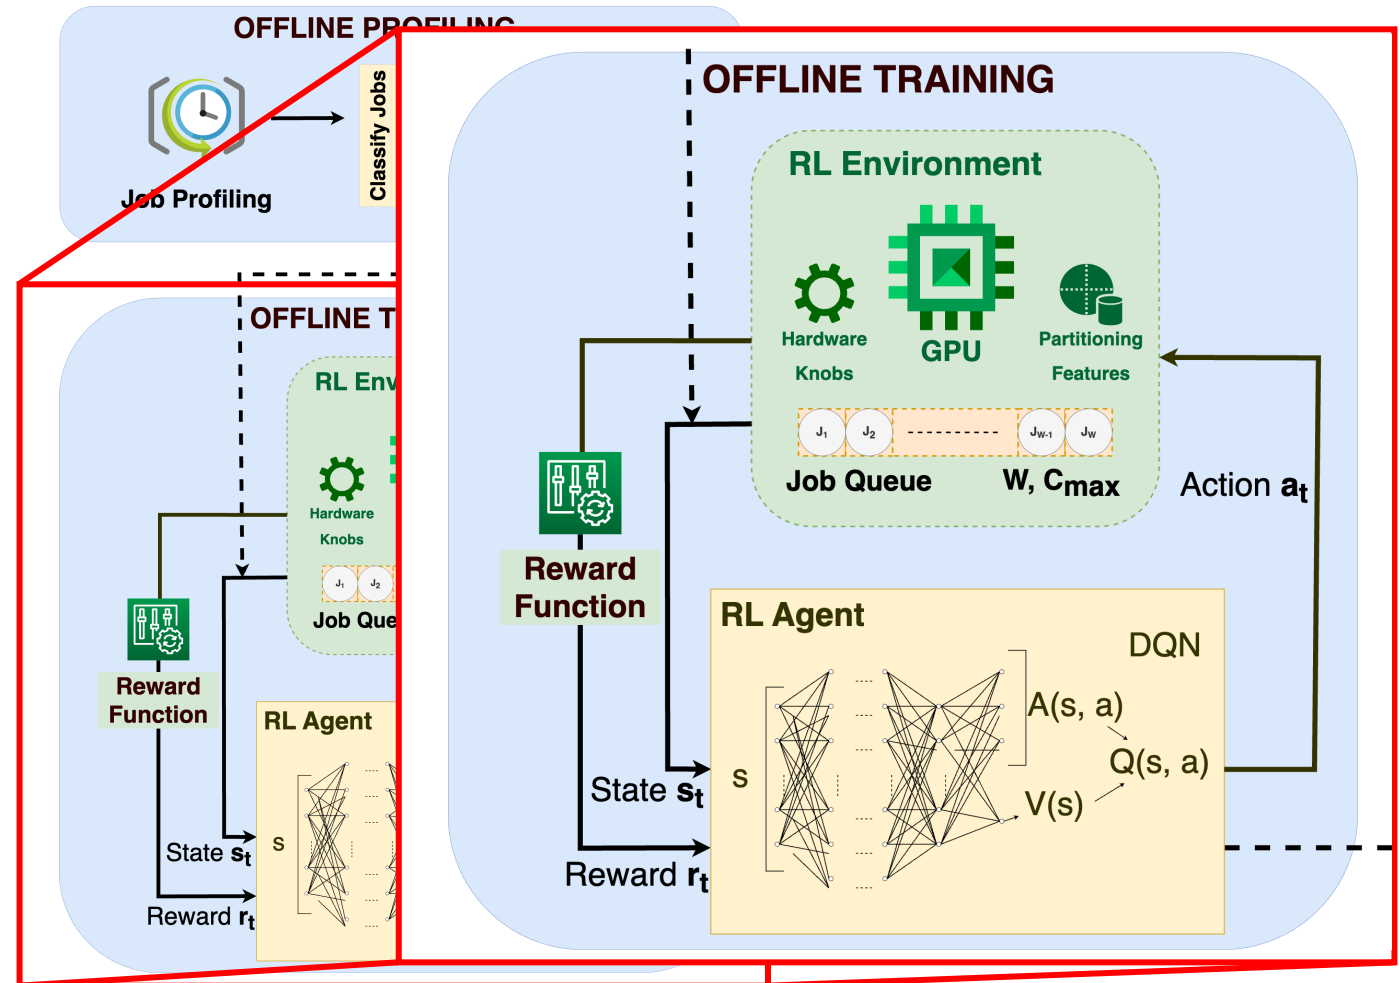 OFFLINE PROFILING
Classify Jobs
Job Profiling
OFFLINE T
RL Env
Hardware
Knobs
J1
J2
Job Que
Reward
Function
RL Agent
S
State st
Reward rt
OFFLINE TRAINING
RL Environment
Hardware
Knobs
GPU
Partitioning
Features
J1
J2
JW-1
JW
Job Queue
W, Cmax
Action at
Reward
Function
RL Agent
DQN
A(s, a)
Q(s, a)
V(s)
S
State st
Reward rt